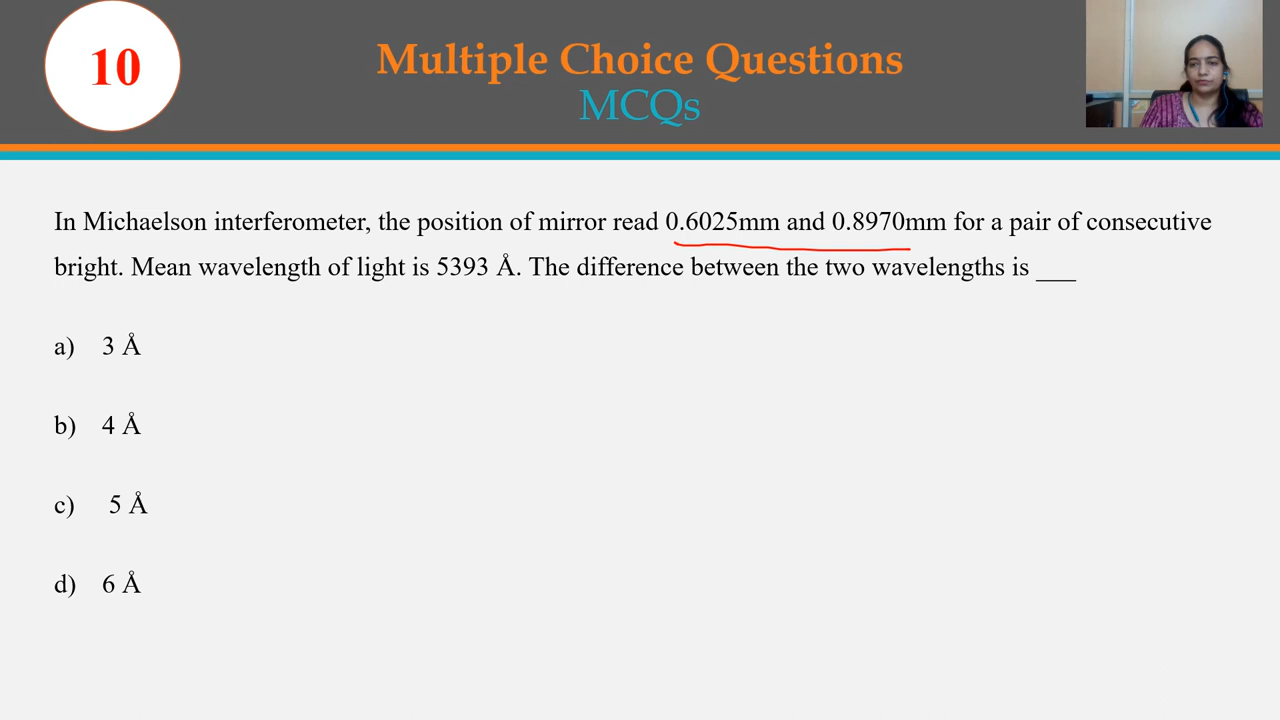 10
Multiple Choice Questions
MCQs
In Michaelson interferometer, the position of mirror read 0.6025mm and 0.8970mm for a pair of consecutive
bright. Mean wavelength of light is 5393 Å. The difference between the two wavelengths is ___
a) 3 Å
b) 4 Å
c) 5 Å
d) 6 Å